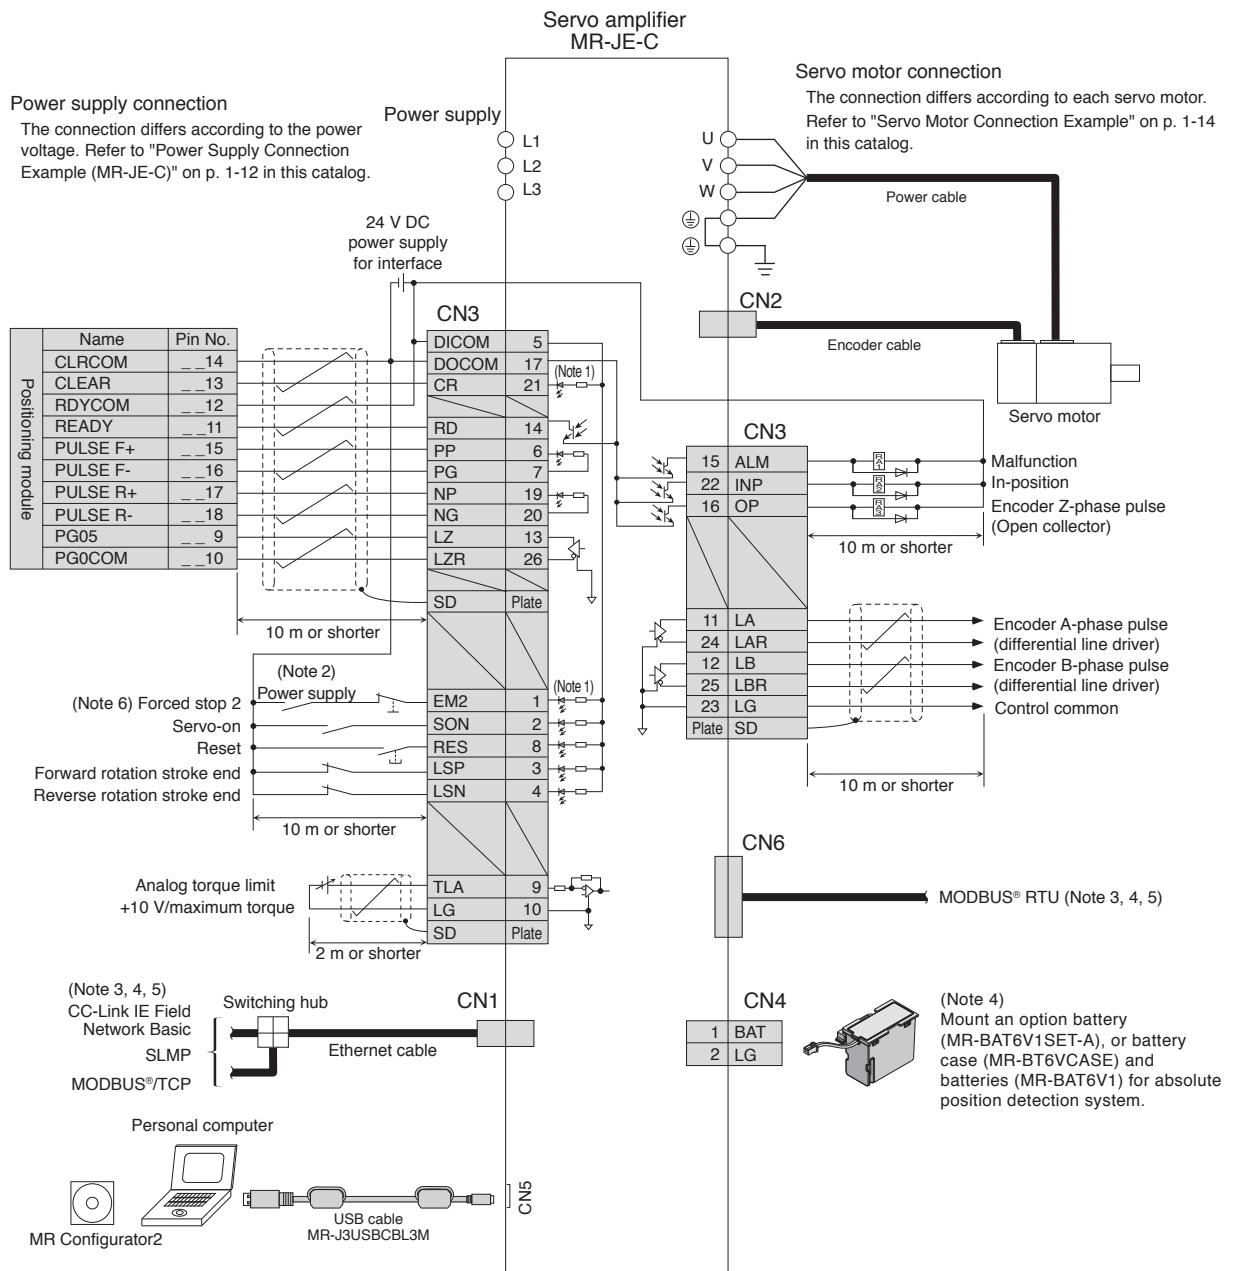 Servo amplifier
MR-JE-C
Power supply connection
The connection differs according to the power
voltage. Refer to "Power Supply Connection
Example (MR-JE-C)" on p. 1-12 in this catalog.
Power supply
L1
L2
L3
Servo motor connection
The connection differs according to each servo motor.
Refer to "Servo Motor Connection Example" on p. 1-14
in this catalog.
U
V
W
Power cable
24 V DC
power supply
for interface
CN2
Encoder cable
Servo motor
Positioning module
Name Pin No.
CLRCOM _ _14
CLEAR _ _13
RDYCOM _ _12
READY _ _11
PULSE F+ _ _15
PULSE F- _ _16
PULSE R+ _ _17
PULSE R- _ _18
PG05 _ _ 9
PG0COM _ _10
10 m or shorter
CN3
DICOM 5
DOCOM 17
CR 21
(Note 1)
RD 14
PP 6
PG 7
NP 19
NG 20
LZ 13
LZR 26
SD Plate
(Note 2)
Power supply
(Note 6) Forced stop 2
Servo-on
Reset
Forward rotation stroke end
Reverse rotation stroke end
10 m or shorter
EM2 1
(Note 1)
SON 2
RES 8
LSP 3
LSN 4
Analog torque limit
+10 V/maximum torque
2 m or shorter
TLA 9
LG 10
SD Plate
CN3
15 ALM
22 INP
16 OP
RA1
RA2
RA3
Malfunction
In-position
Encoder Z-phase pulse
(Open collector)
10 m or shorter
11 LA
24 LAR
12 LB
25 LBR
23 LG
Plate SD
Encoder A-phase pulse
(differential line driver)
Encoder B-phase pulse
(differential line driver)
Control common
10 m or shorter
CN6
MODBUS® RTU (Note 3, 4, 5)
(Note 3, 4, 5)
CC-Link IE Field
Network Basic
SLMP
MODBUS®/TCP
Switching hub
Ethernet cable
CN1
CN4
1 BAT
2 LG
(Note 4)
Mount an option battery
(MR-BAT6V1SET-A), or battery
case (MR-BT6VCASE) and
batteries (MR-BAT6V1) for absolute
position detection system.
Personal computer
MR Configurator2
USB cable
MR-J3USBCBL3M
CN5